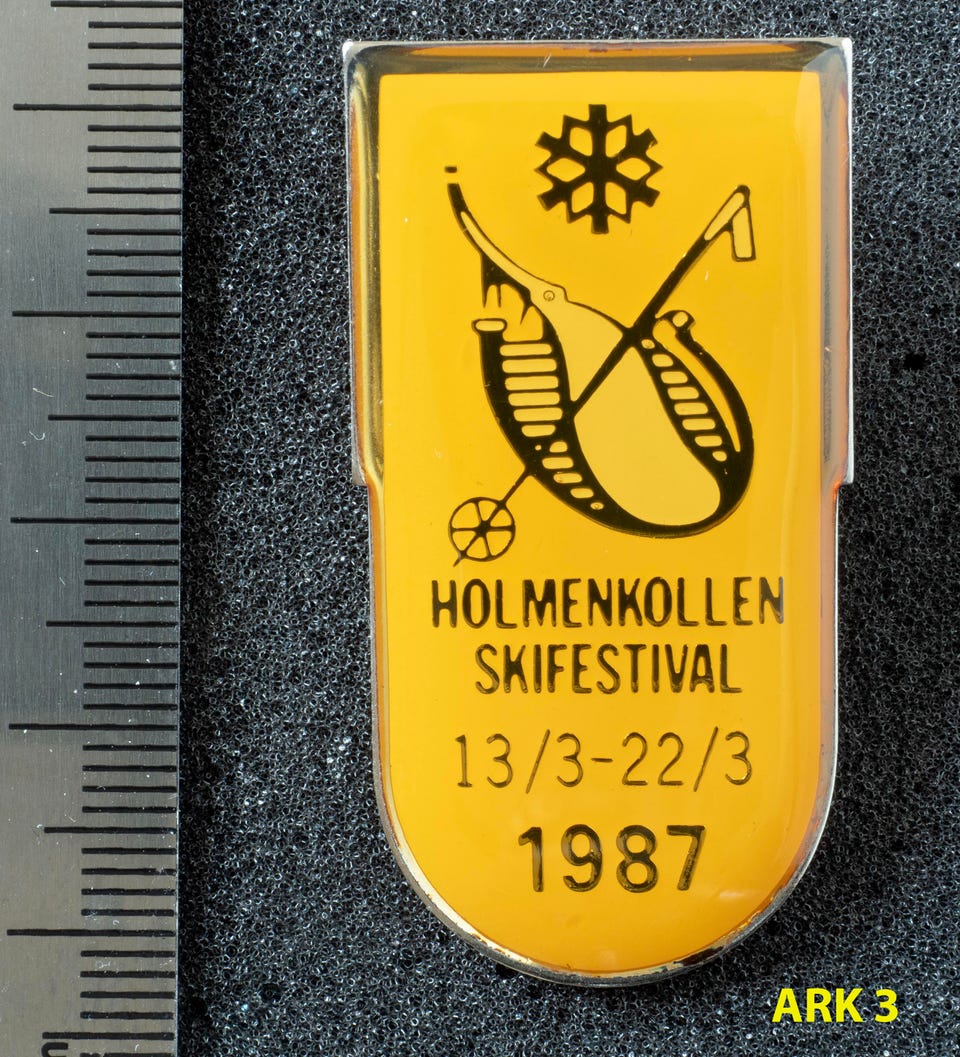 HOLMENKOLLEN
SKIFESTIVAL
13/3-22/3
1987
ARK 3